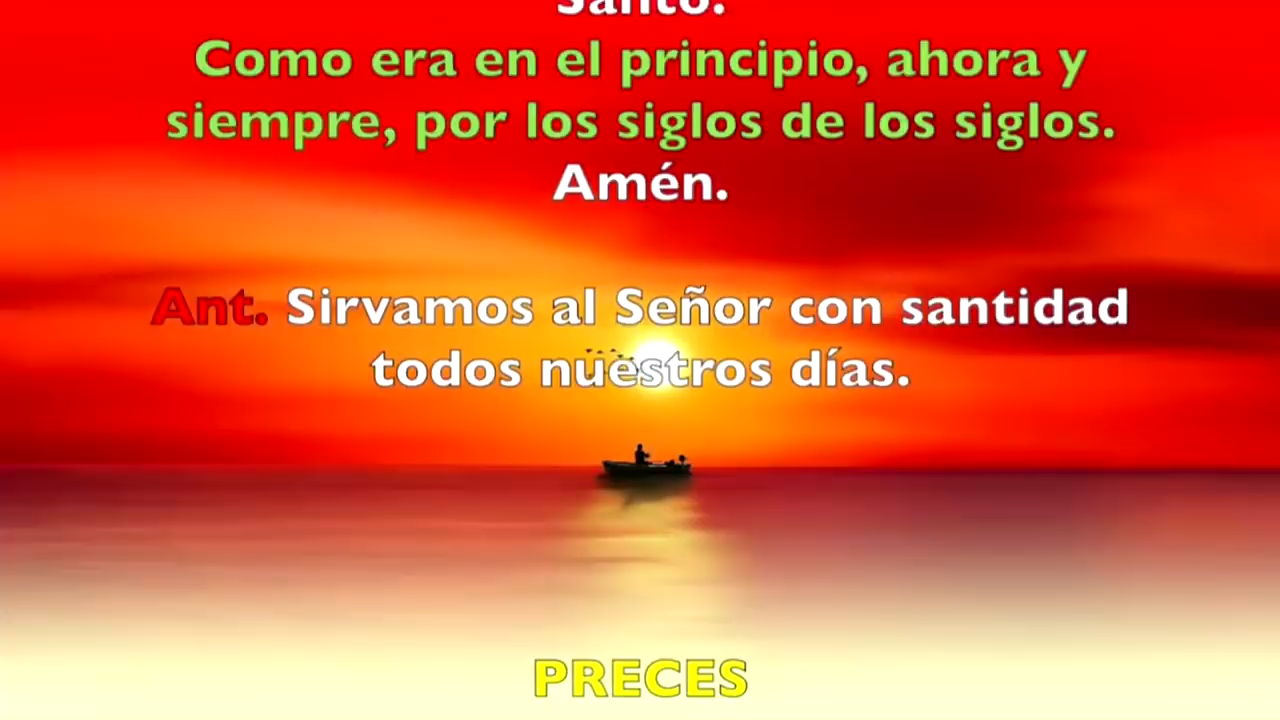 Santo.
Como era en el principio, ahora y
siempre, por los siglos de los siglos.
Amén.
Ant. Sirvamos al Señor con santidad
todos nuestros días.
PRECES